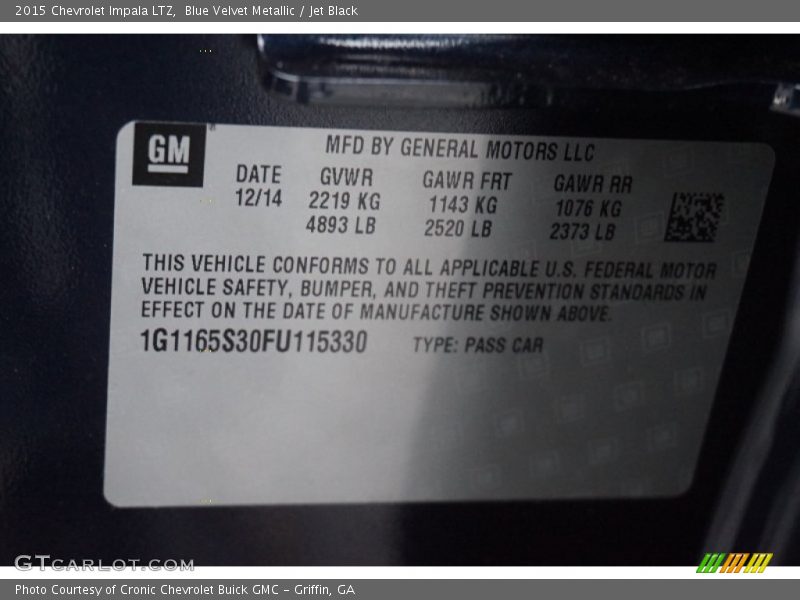 2015 Chevrolet Impala LTZ, Blue Velvet Metallic / Jet Black
GM
MFD BY GENERAL MOTORS LLC
DATE GVWR GAWR FRT GAWR RR
12/14 2219 KG 1143 KG 1076 KG
4893 LB 2520 LB 2373 LB
THIS VEHICLE CONFORMS TO ALL APPLICABLE U.S. FEDERAL MOTOR
VEHICLE SAFETY, BUMPER, AND THEFT PREVENTION STANDARDS IN
EFFECT ON THE DATE OF MANUFACTURE SHOWN ABOVE.
1G1165S30FU115330 TYPE: PASS CAR
GTCARLOT.COM
Photo Courtesy of Cronic Chevrolet Buick GMC – Griffin, GA